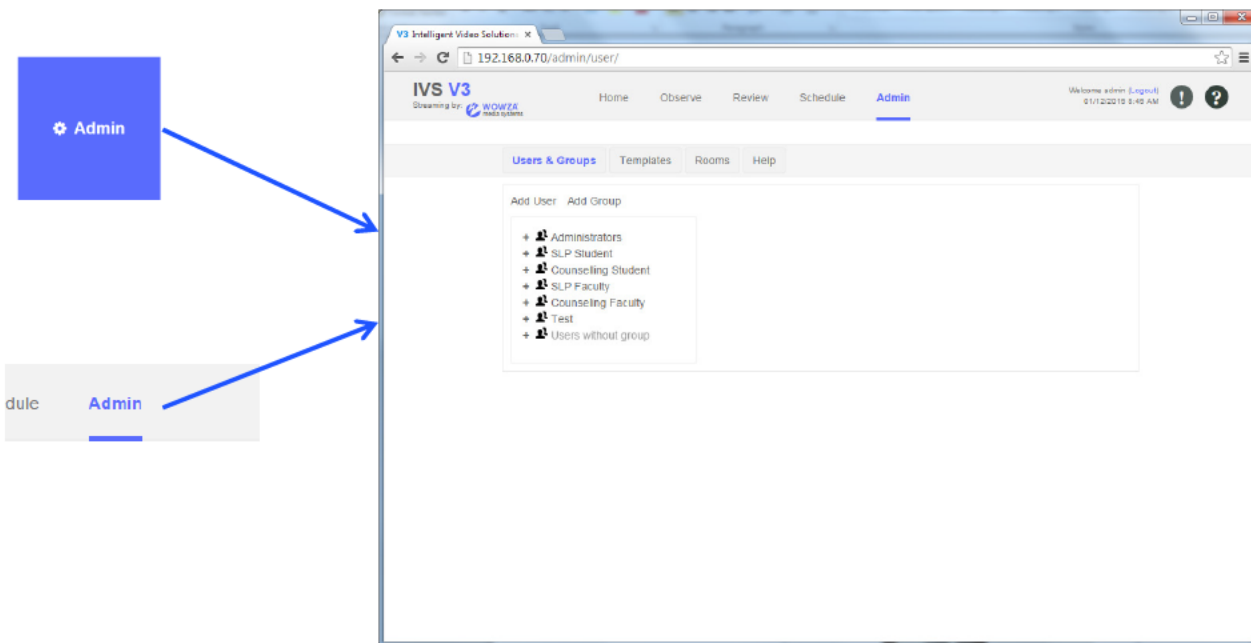 Admin
dule Admin
V3 Intelligent Video Solutions
192.168.0.70/admin/user/
IVS V3
Streaming by: WOWZA
media systems
Home Observe Review Schedule Admin
Welcome admin (Logout)
Users & Groups Templates Rooms Help
Add User Add Group
Administrators
SLP Student
Counseling Student
SLP Faculty
Counseling Faculty
Test
Users without group